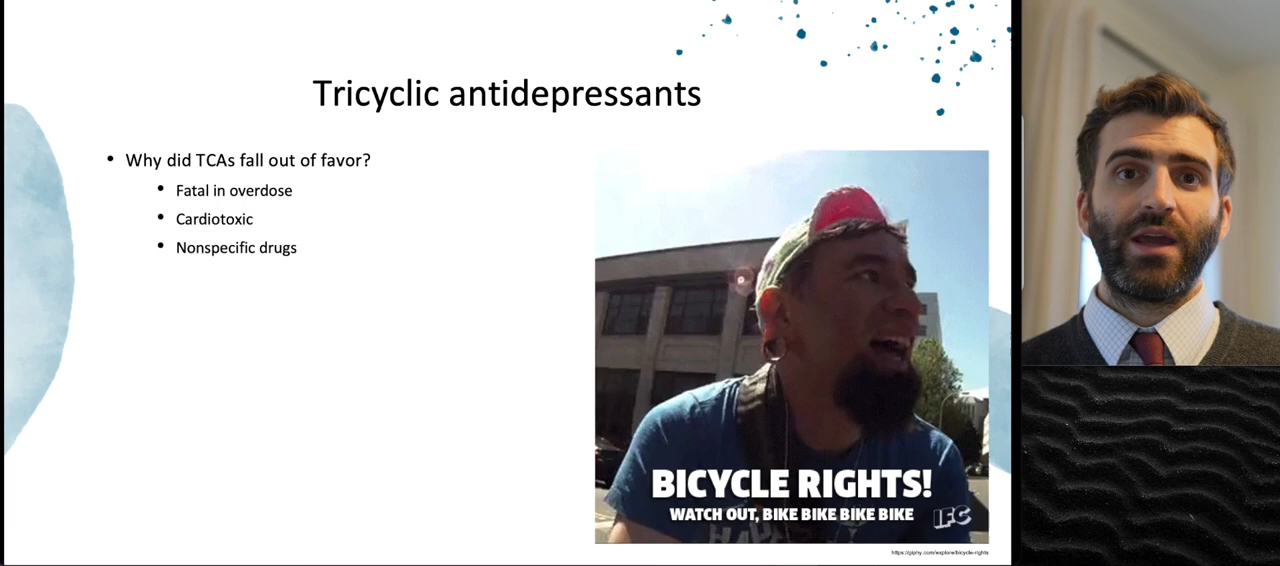 Tricyclic antidepressants
• Why did TCAs fall out of favor?
• Fatal in overdose
• Cardiotoxic
• Nonspecific drugs
BICYCLE RIGHTS!
WATCH OUT, BIKE BIKE BIKE BIKE
IFC
https://giphy.com/explore/bicycle-rights